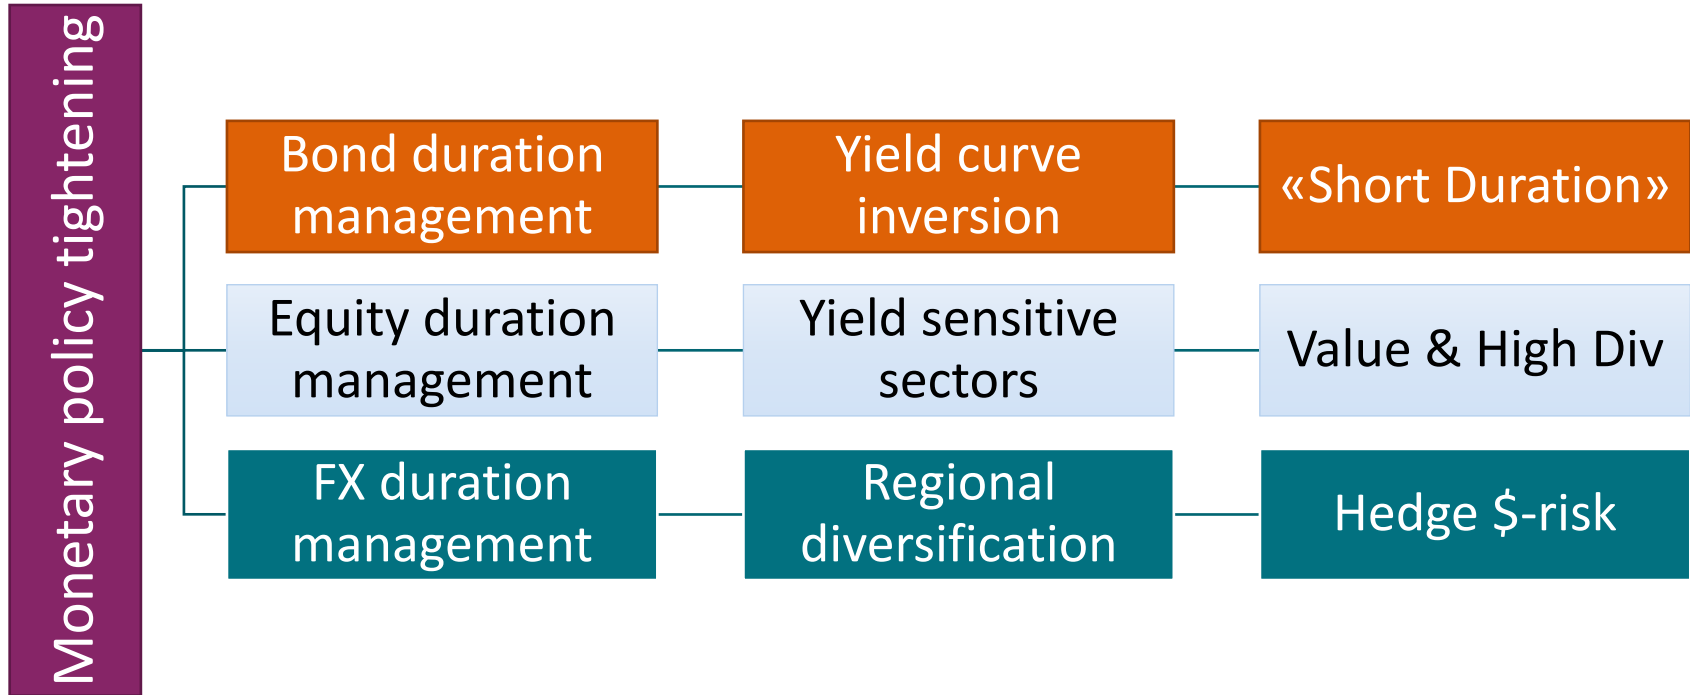 Monetary policy tightening
Bond duration
management
Yield curve
inversion
«Short Duration»
Equity duration
management
Yield sensitive
sectors
Value & High Div
FX duration
management
Regional
diversification
Hedge $-risk